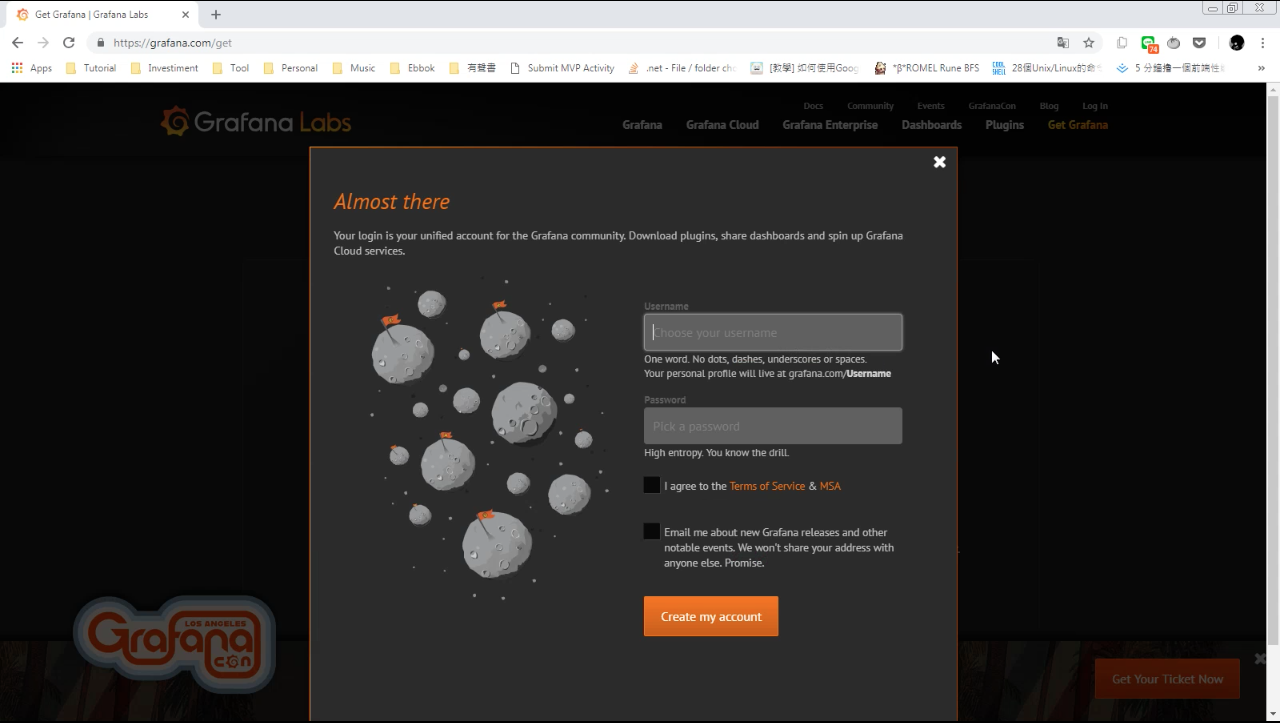 Get Grafana | Grafana Labs
https://grafana.com/get
74
Apps
Tutorial
Investiment
Tool
Personal
Music
Ebbok
有聲書
Submit MVP Activity
.net - File / folder
[教學] 如何使用Goog
*β*ROMEL Rune BFS
COOL SHELL
28個Unix/Linux的命
5 分鐘擼一個前端性
»
Grafana Labs
Docs
Community
Events
GrafanaCon
Blog
Log In
Grafana
Grafana Cloud
Grafana Enterprise
Dashboards
Plugins
Get Grafana
Almost there
Your login is your unified account for the Grafana community. Download plugins, share dashboards and spin up Grafana
Cloud services.
Username
Choose your username
One word. No dots, dashes, underscores or spaces.
Your personal profile will live at grafana.com/Username
Password
Pick a password
High entropy. You know the drill.
I agree to the Terms of Service & MSA
Email me about new Grafana releases and other
notable events. We won't share your address with
anyone else. Promise.
Create my account
LOS ANGELES
Grafana
con
Get Your Ticket Now